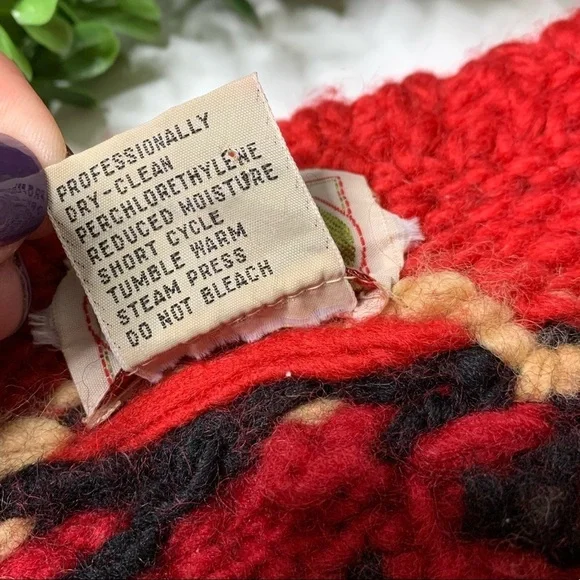 PROFESSIONALLY
DRY-CLEAN
PERCHLORETHYLENE
REDUCED MOISTURE
SHORT CYCLE
TUMBLE WARM
STEAM PRESS
DO NOT BLEACH